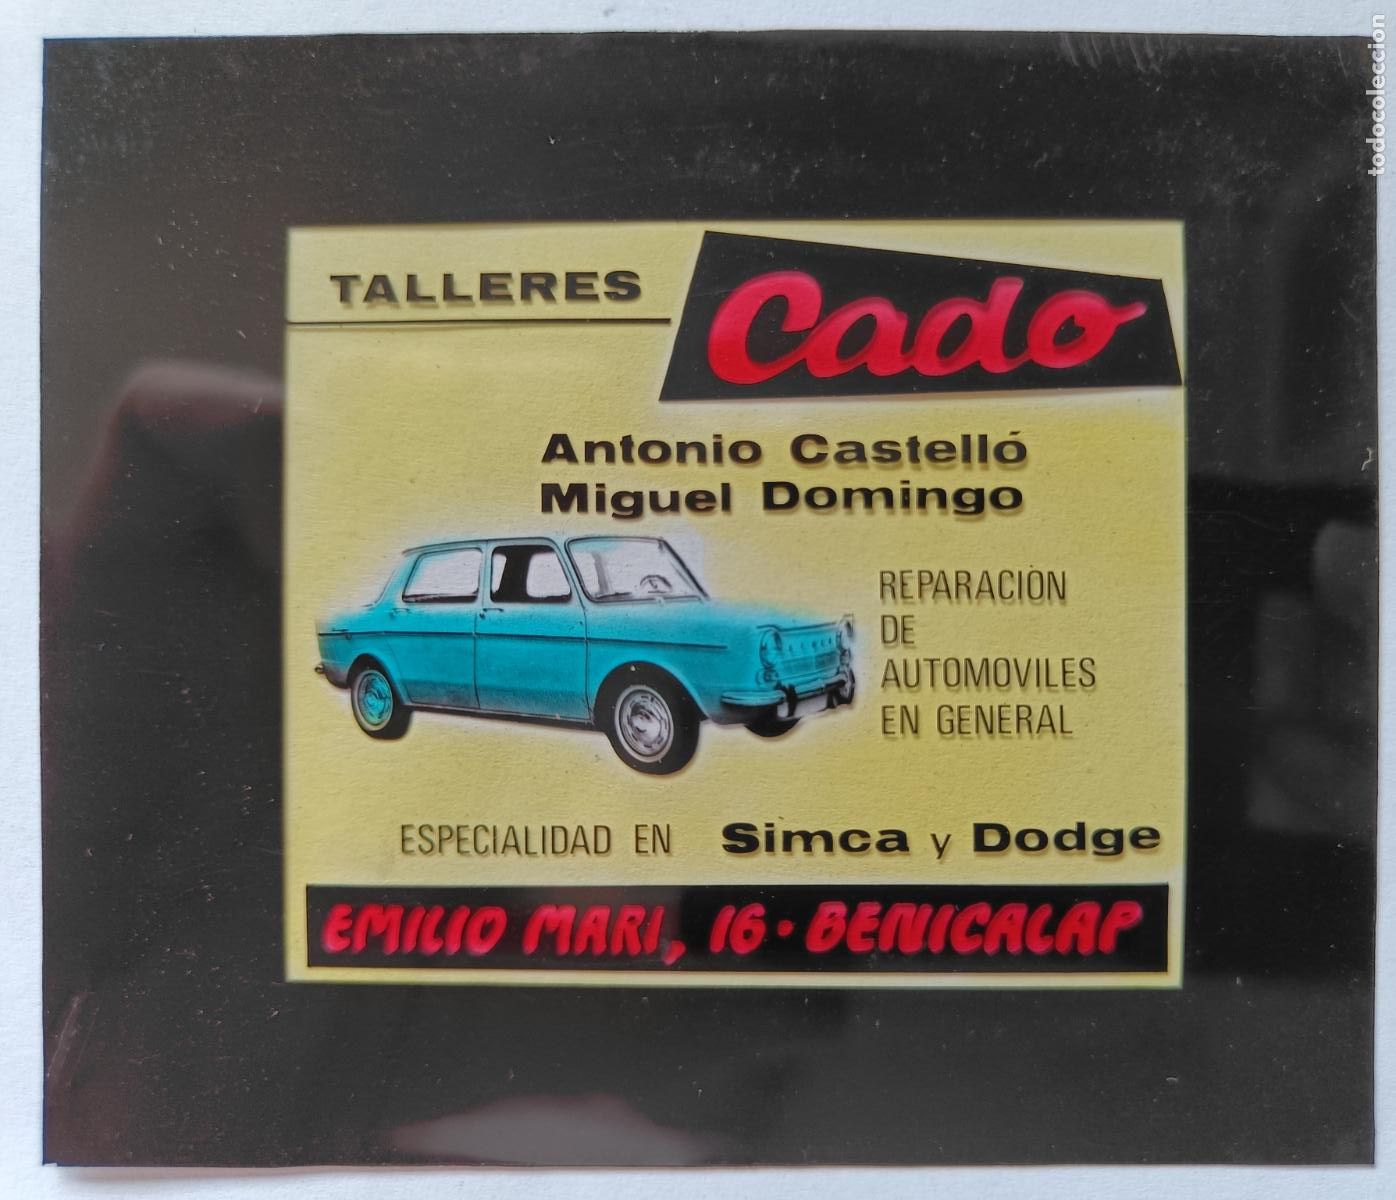 TALLERES Cado
Antonio Castelló
Miguel Domingo
REPARACIÓN
DE
AUTOMOVILES
EN GENERAL
ESPECIALIDAD EN Simca y Dodge
EMILIO MARI, 16 · BENICALAP
todocoleccion